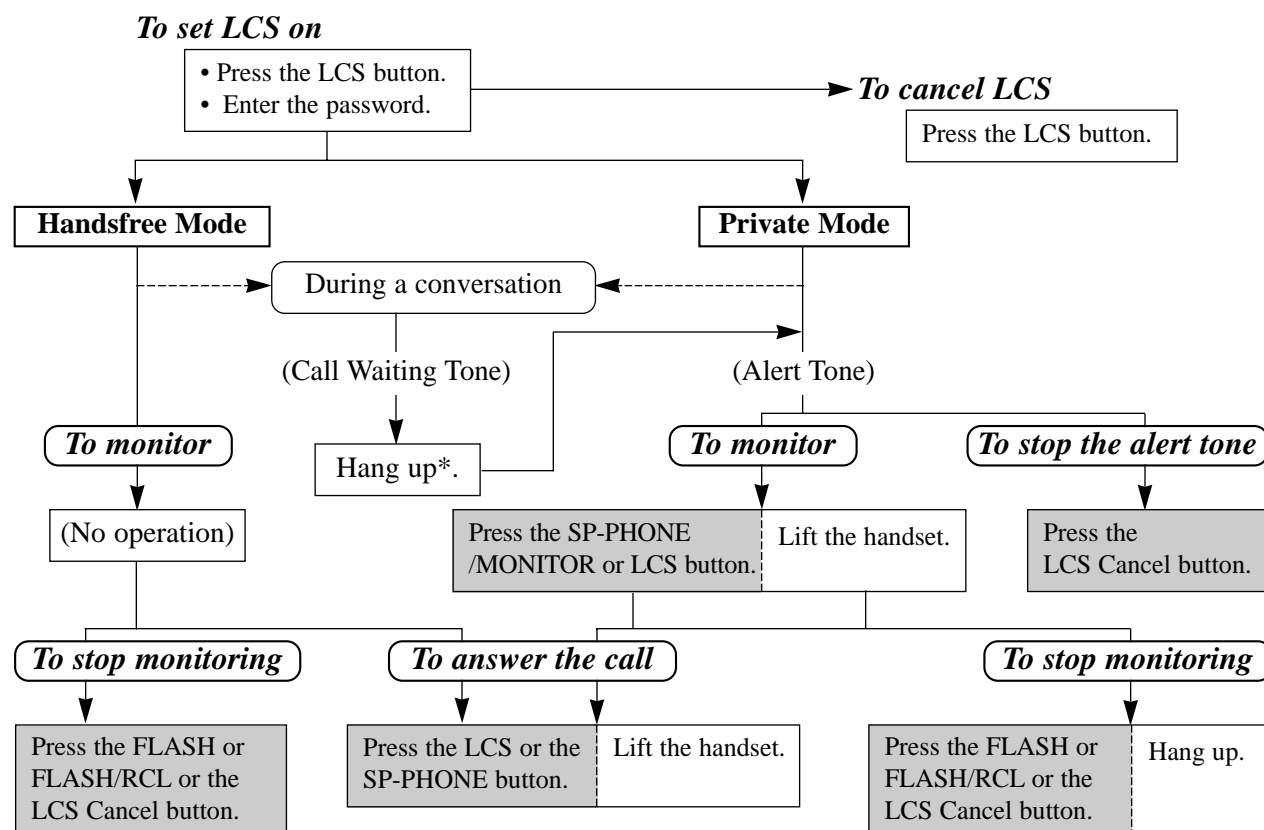 To set LCS on
• Press the LCS button.
• Enter the password.
To cancel LCS
Press the LCS button.
Handsfree Mode
Private Mode
During a conversation
(Call Waiting Tone)
(Alert Tone)
To monitor
Hang up*.
To monitor
To stop the alert tone
(No operation)
Press the SP-PHONE
/MONITOR or LCS button.
Lift the handset.
Press the
LCS Cancel button.
To stop monitoring
To answer the call
To stop monitoring
Press the FLASH or
FLASH/RCL or the
LCS Cancel button.
Press the LCS or the
SP-PHONE button.
Lift the handset.
Press the FLASH or
FLASH/RCL or the
LCS Cancel button.
Hang up.